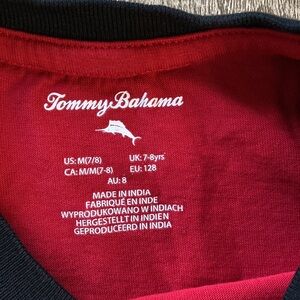 Tommy Bahama
US: M(7/8) UK: 7-8yrs
CA: M/M(7-8) EU: 128
AU: 8
MADE IN INDIA
FABRIQUÉ EN INDE
WYPRODUKOWANO W INDIACH
HERGESTELLT IN INDIEN
GEPRODUCEERD IN INDIA